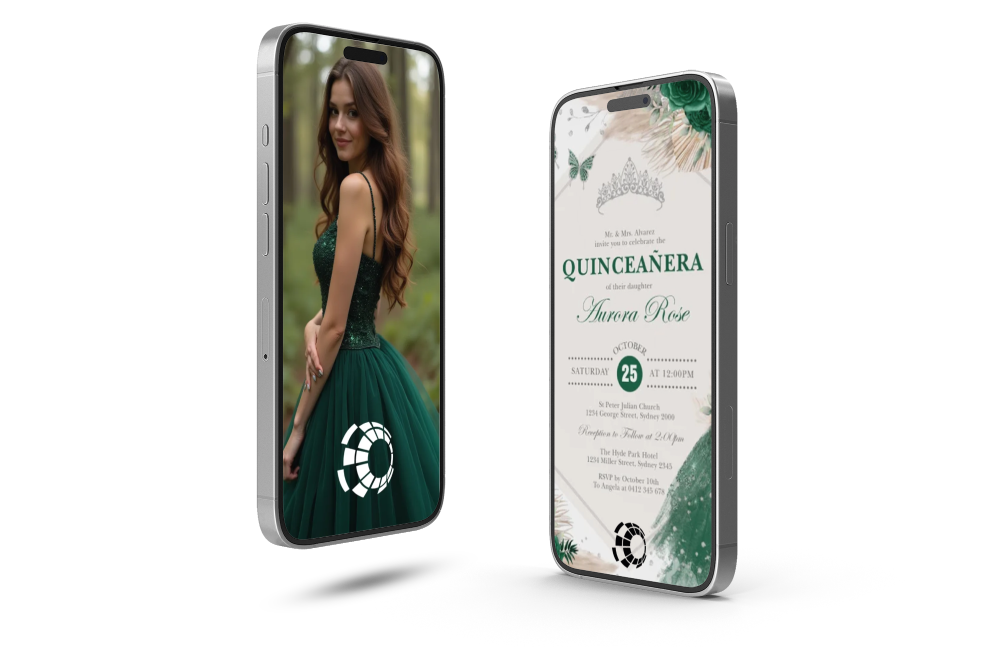 Mr. & Mrs. Alvarez
invite you to celebrate the
QUINCEAÑERA
of their daughter
Aurora Rose
OCTOBER
SATURDAY 25 AT 12:00PM
St Peter Julian Church
1234 George Street, Sydney 2000
Reception to Follow at 2:00pm
The Hyde Park Hotel
1234 Miller Street, Sydney 2345
RSVP by October 10th
To Angela at 0412 345 678